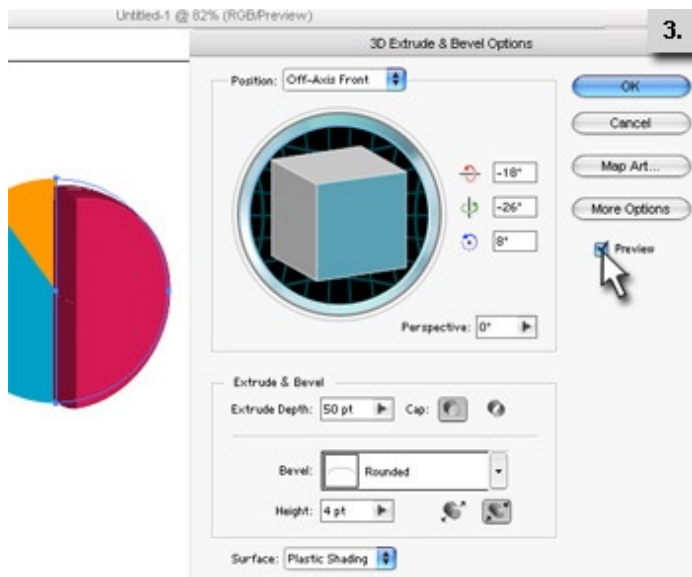 Untitled-1 @ 82% (RGB/Preview)
3.
3D Extrude & Bevel Options
Position: Off-Axis Front
OK
Cancel
-18°
Map Art...
-26°
More Options
8°
Preview
Perspective: 0°
Extrude & Bevel
Extrude Depth: 50 pt Cap:
Bevel: Rounded
Height: 4 pt
Surface: Plastic Shading